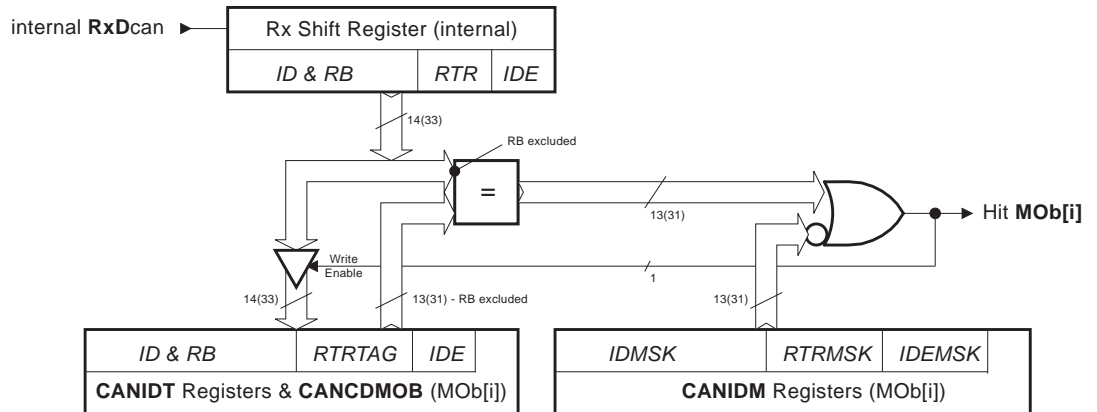 internal RxDcan
Rx Shift Register (internal)
ID & RB
RTR
IDE
14(33)
RB excluded
=
13(31)
Hit MOb[i]
Write
Enable
1
14(33)
13(31) - RB excluded
13(31)
ID & RB
RTRTAG
IDE
CANIDT Registers & CANCDMOB (MOb[i])
IDMSK
RTRMSK
IDEMSK
CANIDM Registers (MOb[i])